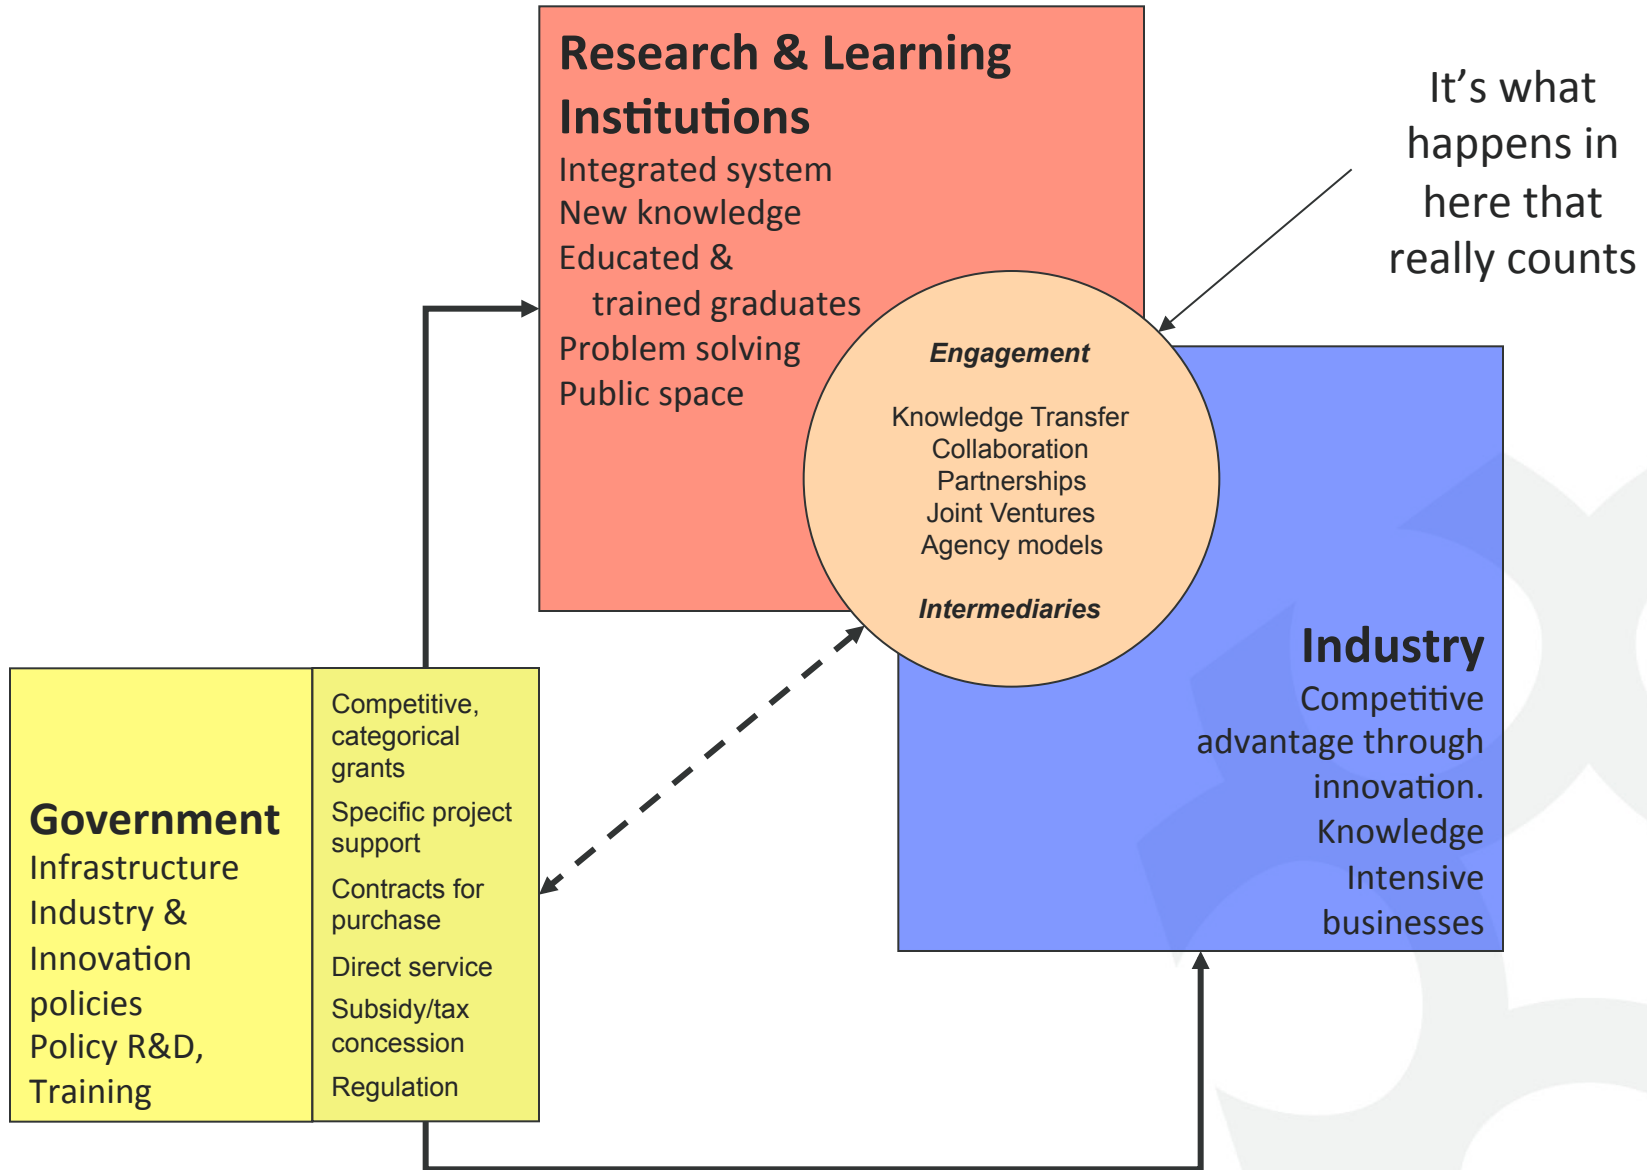 Research & Learning
Institutions
Integrated system
New knowledge
Educated &
trained graduates
Problem solving
Public space
It’s what
happens in
here that
really counts
Engagement
Knowledge Transfer
Collaboration
Partnerships
Joint Ventures
Agency models
Intermediaries
Industry
Competitive
advantage through
innovation.
Knowledge
Intensive
businesses
Government
Infrastructure
Industry &
Innovation
policies
Policy R&D,
Training
Competitive,
categorical
grants
Specific project
support
Contracts for
purchase
Direct service
Subsidy/tax
concession
Regulation